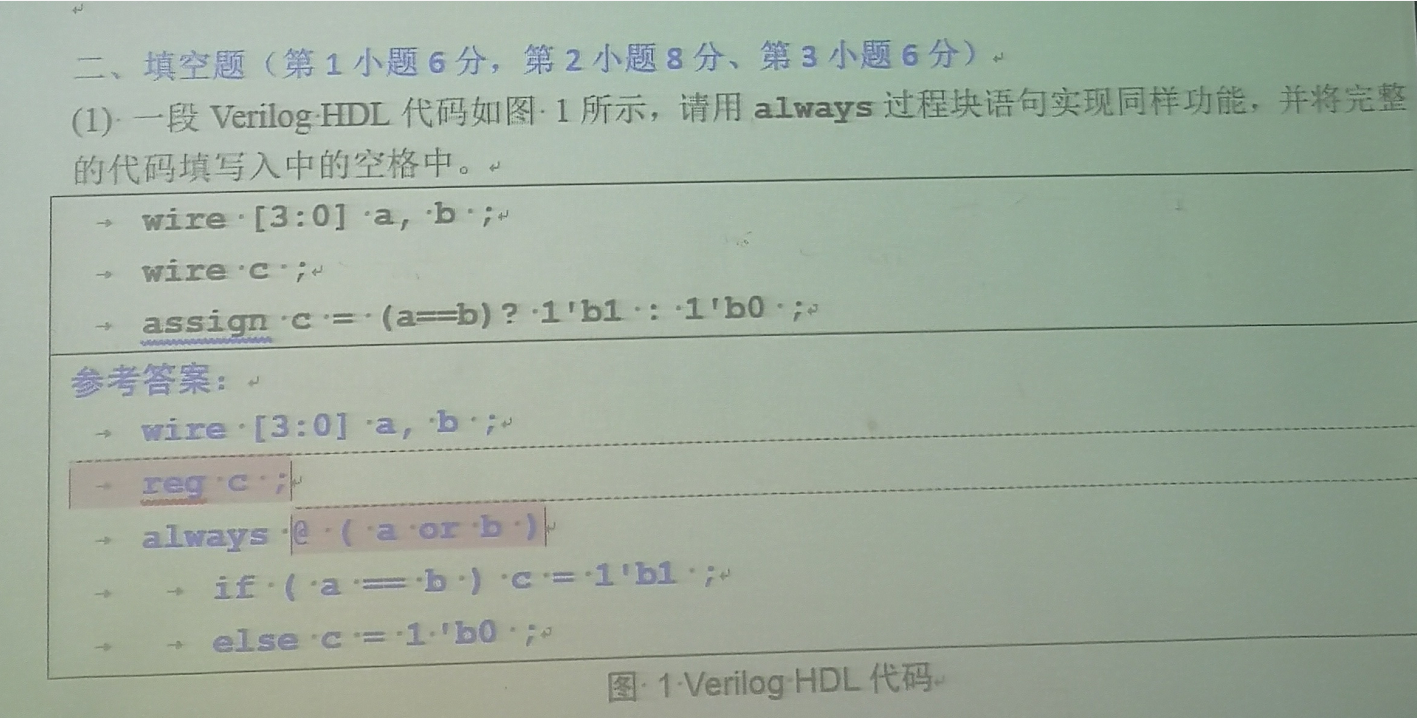 二、填空题（第1小题6分，第2小题8分、第3小题6分）
(1) 一段 Verilog HDL 代码如图 1 所示，请用 always 过程块语句实现同样功能，并将完整
的代码填写入中的空格中。
wire [3:0] a, b ;
wire c ;
assign c = (a==b)? 1'b1 : 1'b0 ;
参考答案：
wire [3:0] a, b ;
reg c ;
always @ ( a or b )
if ( a == b ) c = 1'b1 ;
else c = 1 'b0 ;
图 1 Verilog HDL 代码